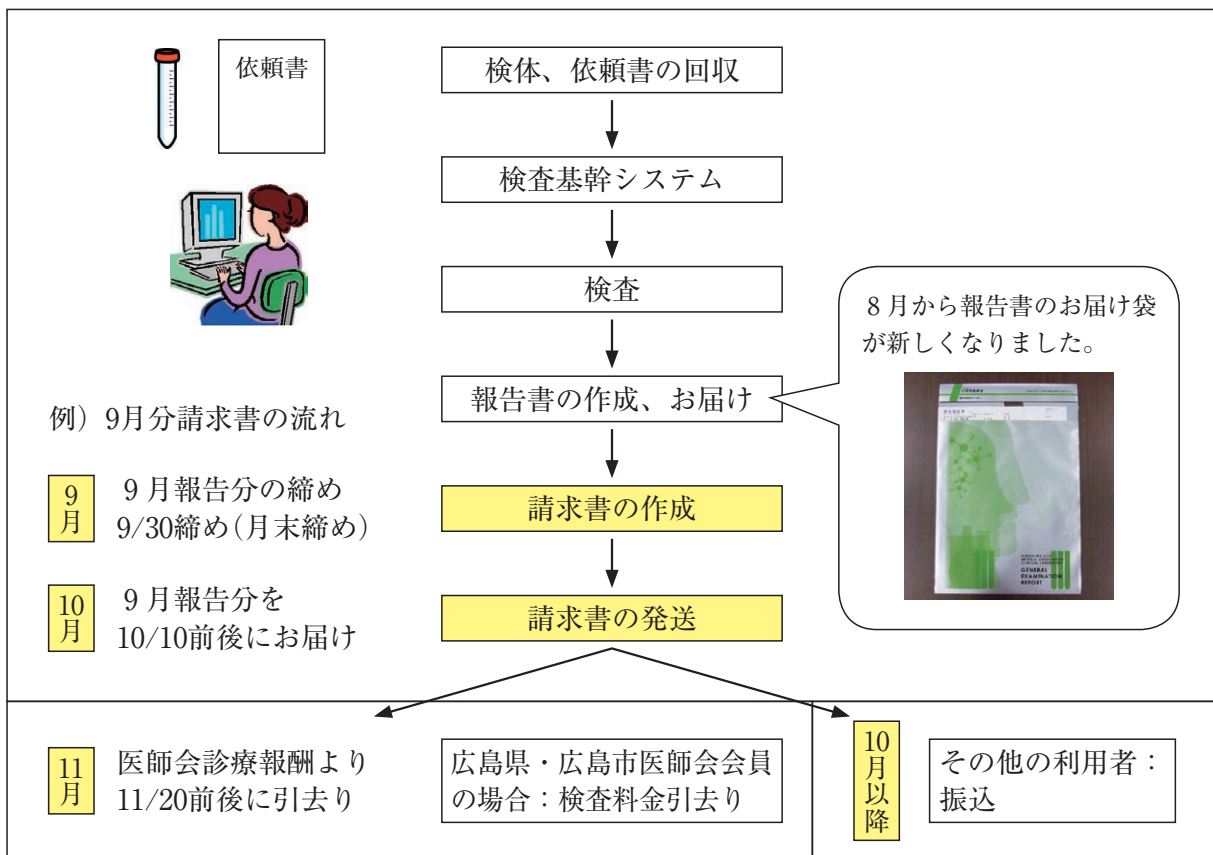 依頼書
検体、依頼書の回収
検査基幹システム
検査
報告書の作成、お届け
8月から報告書のお届け袋
が新しくなりました。
GENERAL
EXAMINATION
REPORT
例）9月分請求書の流れ
9月
9月報告分の締め
9/30締め（月末締め）
請求書の作成
10月
9月報告分を
10/10前後にお届け
請求書の発送
11月
医師会診療報酬より
11/20前後に引去り
広島県・広島市医師会会員
の場合：検査料金引去り
10月以降
その他の利用者：
振込